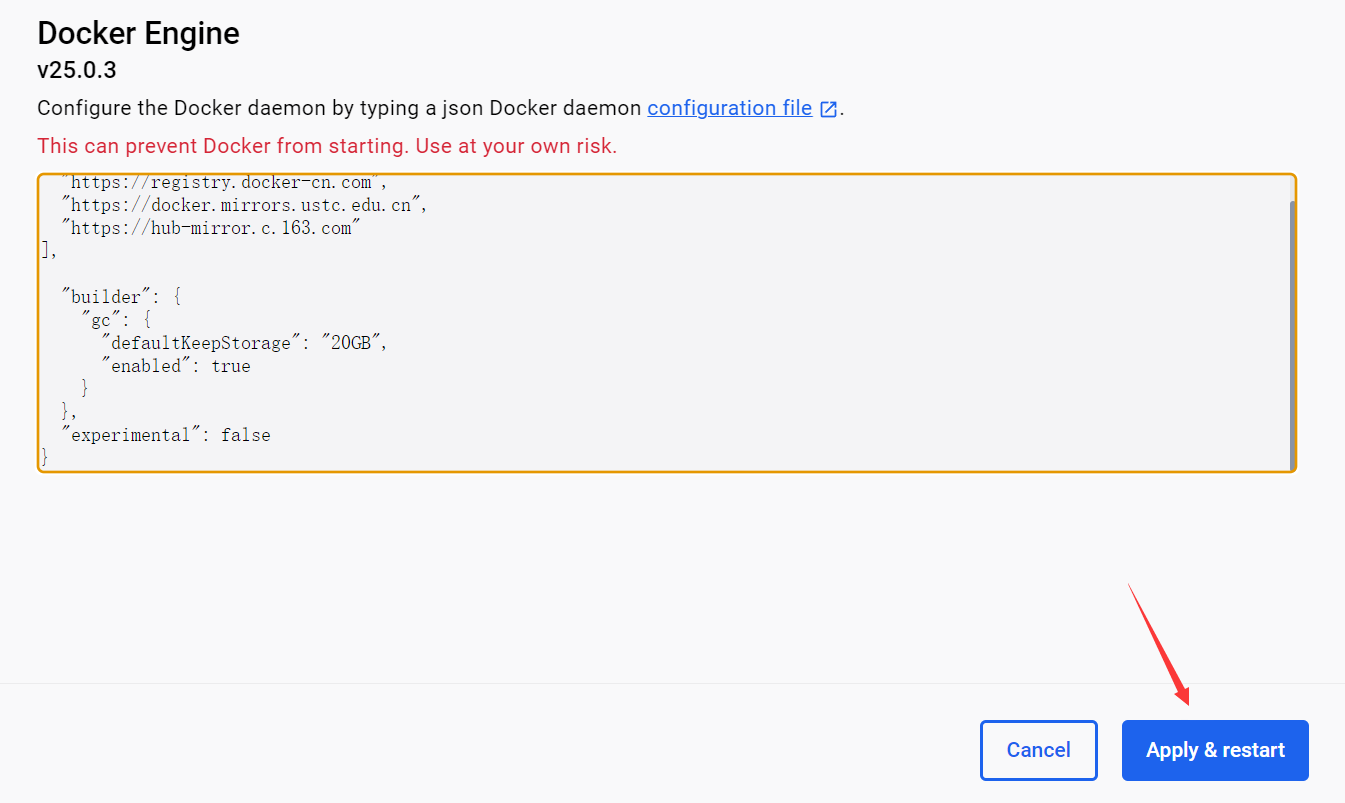 Docker Engine
v25.0.3
Configure the Docker daemon by typing a json Docker daemon configuration file.
This can prevent Docker from starting. Use at your own risk.
"https://registry.docker-cn.com",
"https://docker.mirrors.ustc.edu.cn",
"https://hub-mirror.c.163.com"
],
"builder": {
"gc": {
"defaultKeepStorage": "20GB",
"enabled": true
}
},
"experimental": false
}
Cancel
Apply & restart